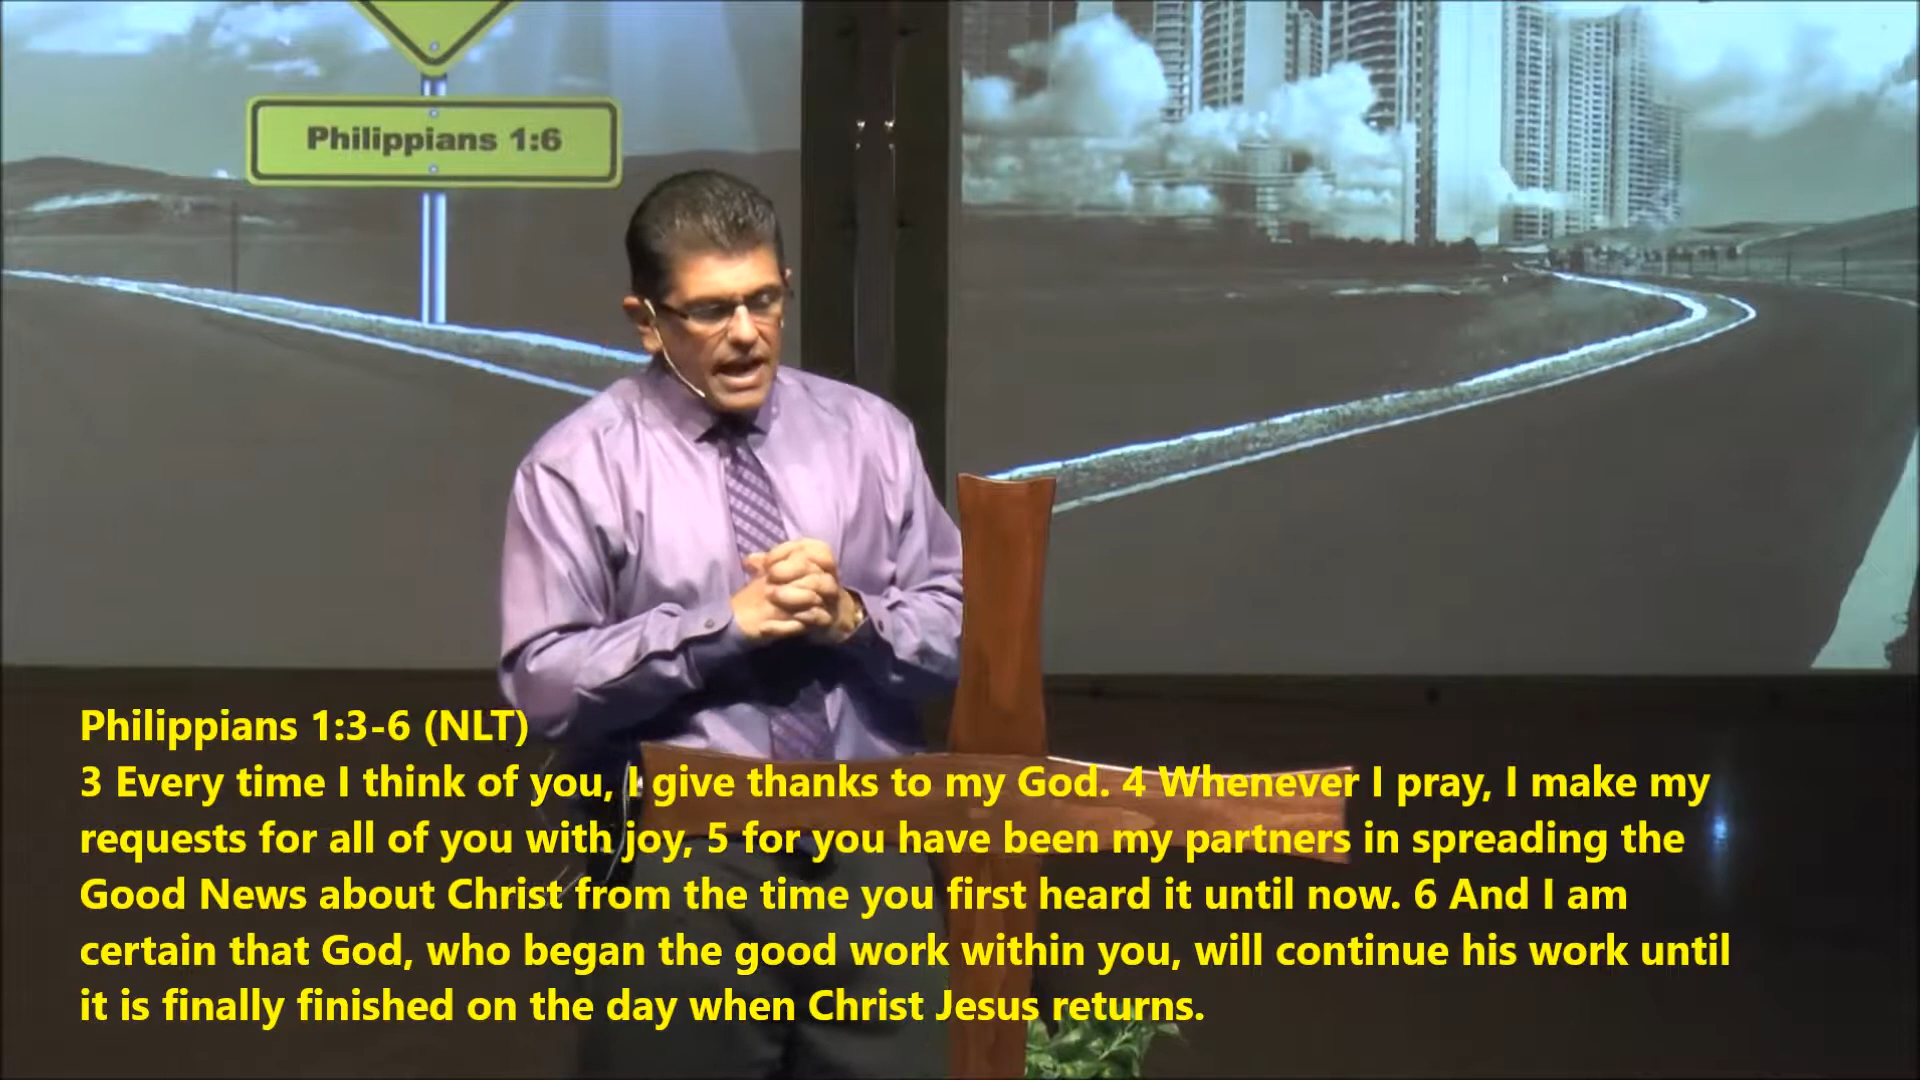 Philippians 1:6
Philippians 1:3-6 (NLT)
3 Every time I think of you, I give thanks to my God. 4 Whenever I pray, I make my
requests for all of you with joy, 5 for you have been my partners in spreading the
Good News about Christ from the time you first heard it until now. 6 And I am
certain that God, who began the good work within you, will continue his work until
it is finally finished on the day when Christ Jesus returns.